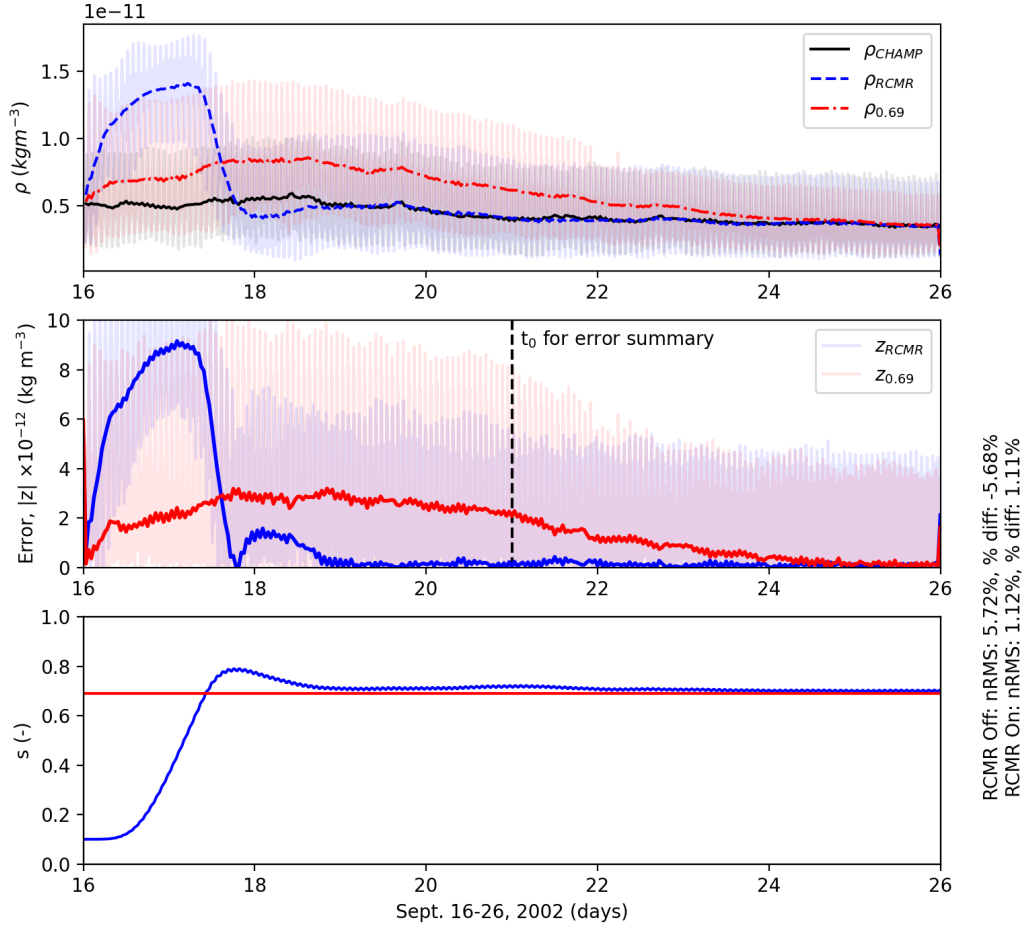 1e−11
ρ (kgm−3)
1.5
1.0
0.5
ρCHAMP
ρRCMR
ρ0.69
16 18 20 22 24 26
Error, |z| ×10−12 (kg m−3)
10
8
6
4
2
0
t0 for error summary
zRCMR
z0.69
16 18 20 22 24 26
s (-)
1.0
0.8
0.6
0.4
0.2
0.0
16 18 20 22 24 26
Sept. 16-26, 2002 (days)
RCMR Off: nRMS: 5.72%, % diff: -5.68%
RCMR On: nRMS: 1.12%, % diff: 1.11%